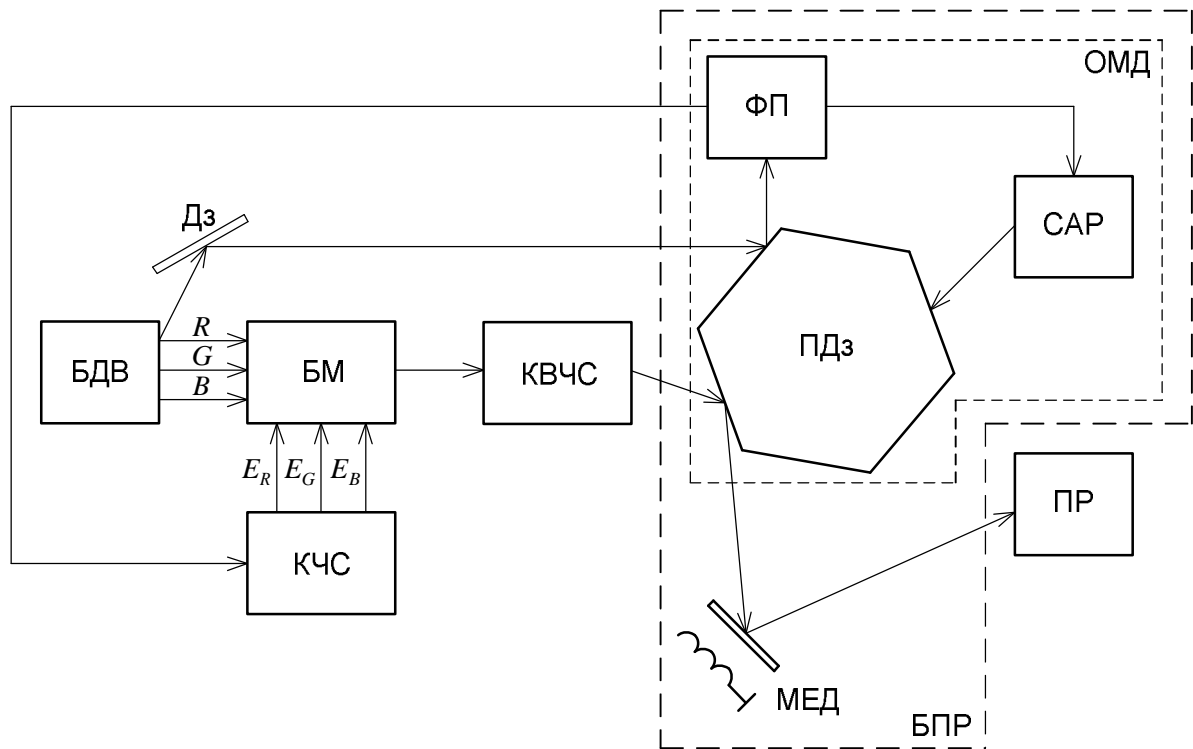 ОМД
ФП
Дз
САР
БДВ
R
G
B
БМ
КВЧС
ПДз
E_R E_G E_B
КЧС
ПР
МЕД
БПР